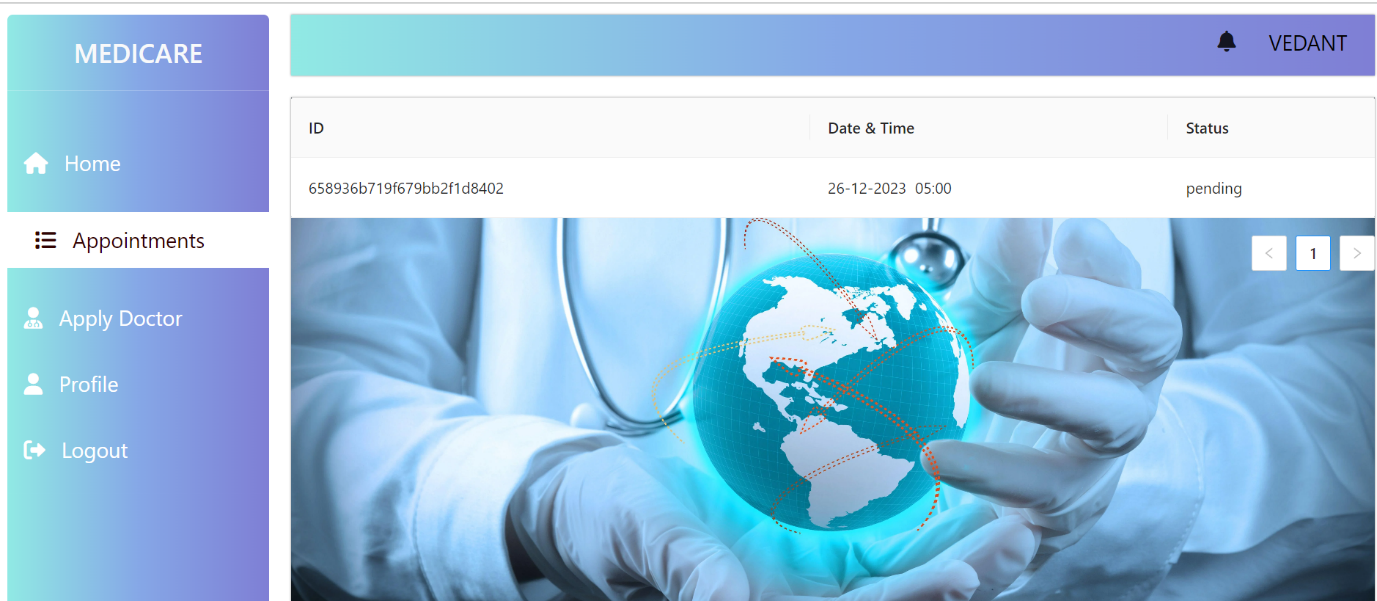 MEDICARE
VEDANT
Home
Appointments
Apply Doctor
Profile
Logout
ID Date & Time Status
658936b719f679bb2f1d8402 26-12-2023 05:00 pending
< 1 >